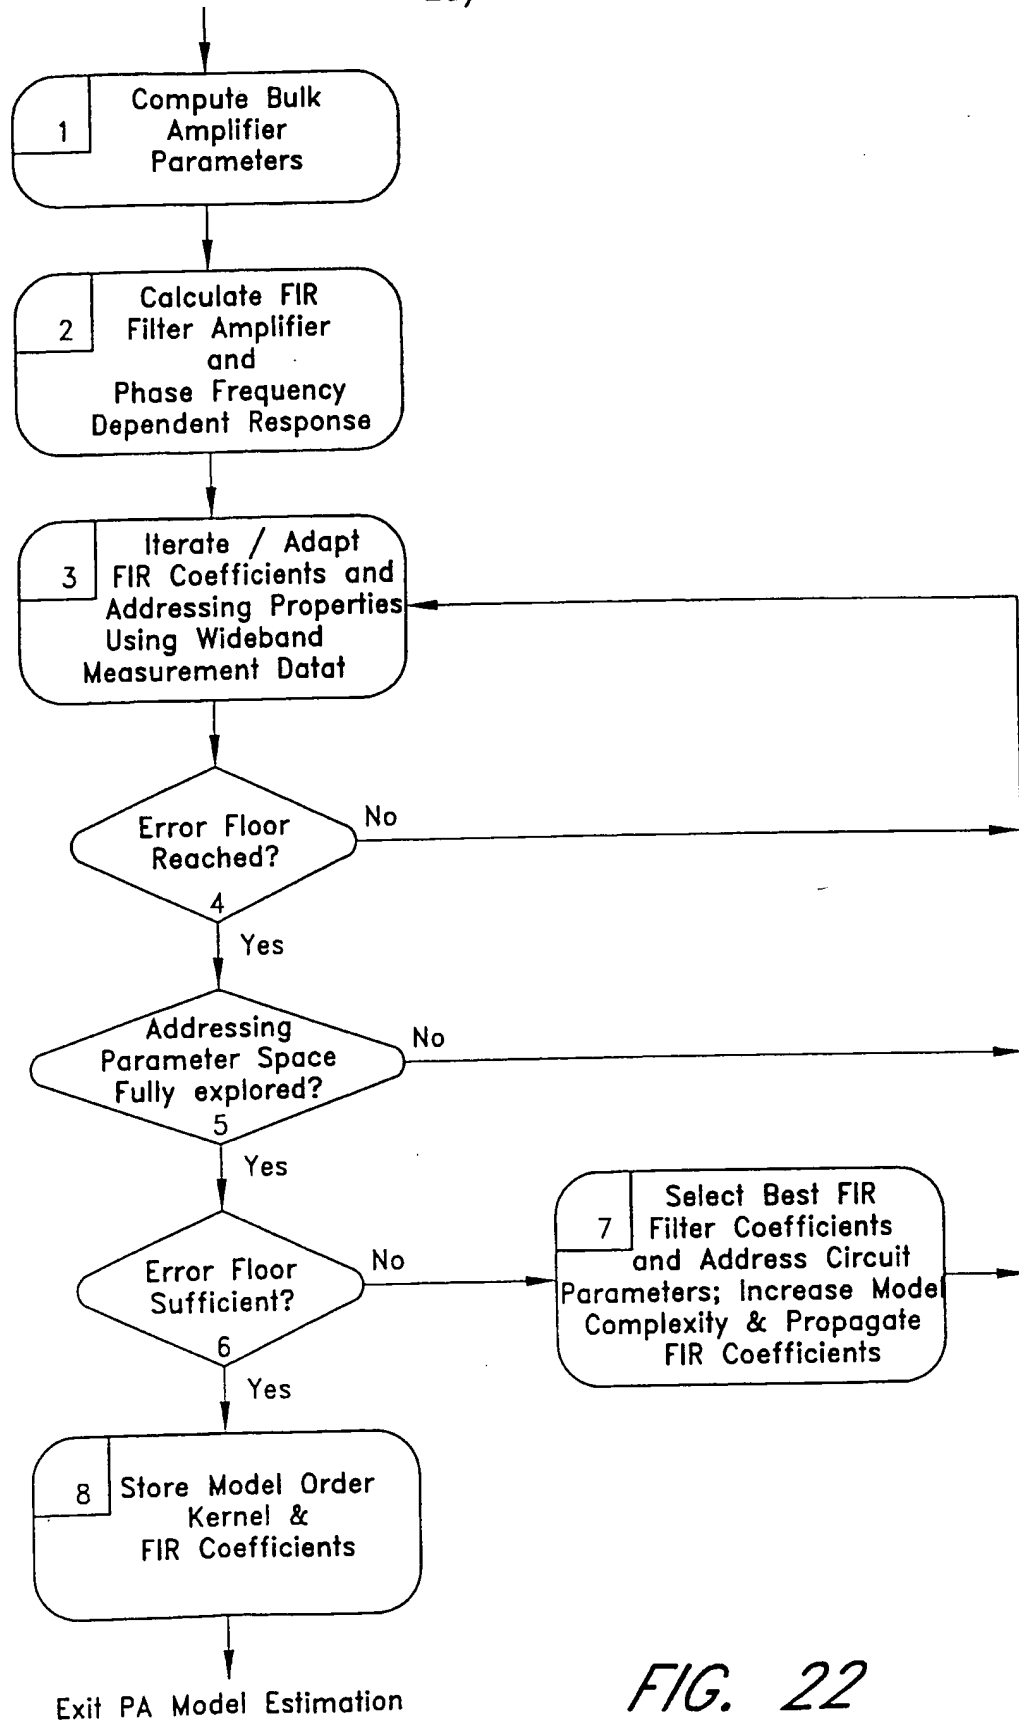 1
Compute Bulk
Amplifier
Parameters
2
Calculate FIR
Filter Amplifier
and
Phase Frequency
Dependent Response
3
Iterate / Adapt
FIR Coefficients and
Addressing Properties
Using Wideband
Measurement Datat
Error Floor
Reached?
4
No
Yes
Addressing
Parameter Space
Fully explored?
5
No
Yes
Error Floor
Sufficient?
6
No
Yes
7
Select Best FIR
Filter Coefficients
and Address Circuit
Parameters; Increase Model
Complexity & Propagate
FIR Coefficients
8
Store Model Order
Kernel &
FIR Coefficients
Exit PA Model Estimation
FIG. 22